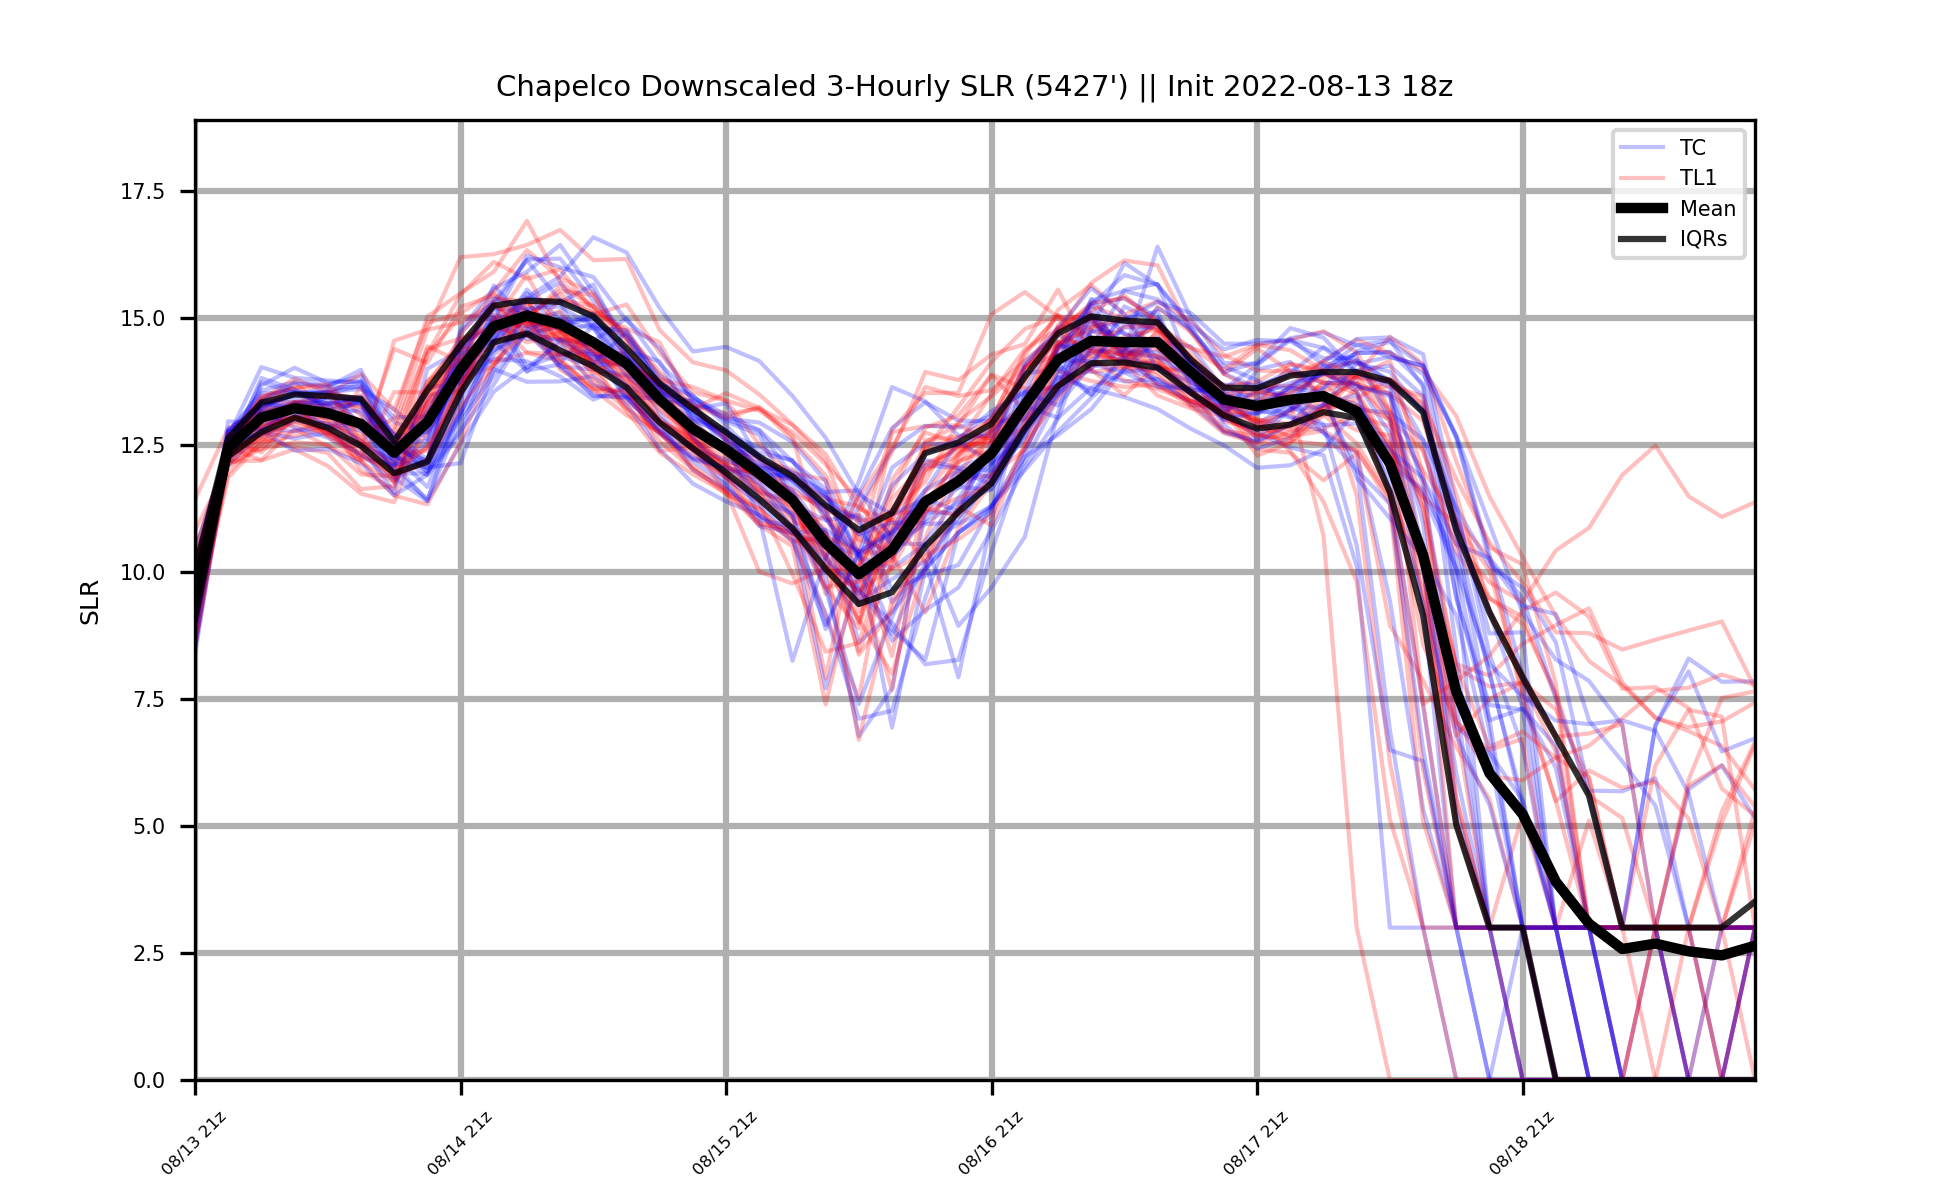 Chapelco Downscaled 3-Hourly SLR (5427') || Init 2022-08-13 18z
TC
TL1
Mean
IQRs
17.5
15.0
12.5
10.0
7.5
5.0
2.5
0.0
SLR
08/13 21z
08/14 21z
08/15 21z
08/16 21z
08/17 21z
08/18 21z